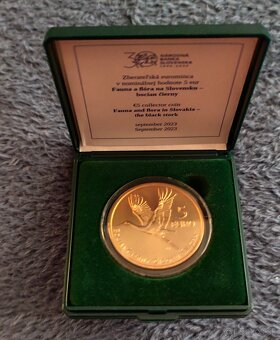 NÁRODNÁ
BANKA
SLOVENSKA
Zberateľská eurominca
v nominálnej hodnote 5 eur
Fauna a flóra na Slovensku –
bocian čierny
€5 collector coin
Fauna and flora in Slovakia –
the black stork
september 2023
September 2023
5
EURO